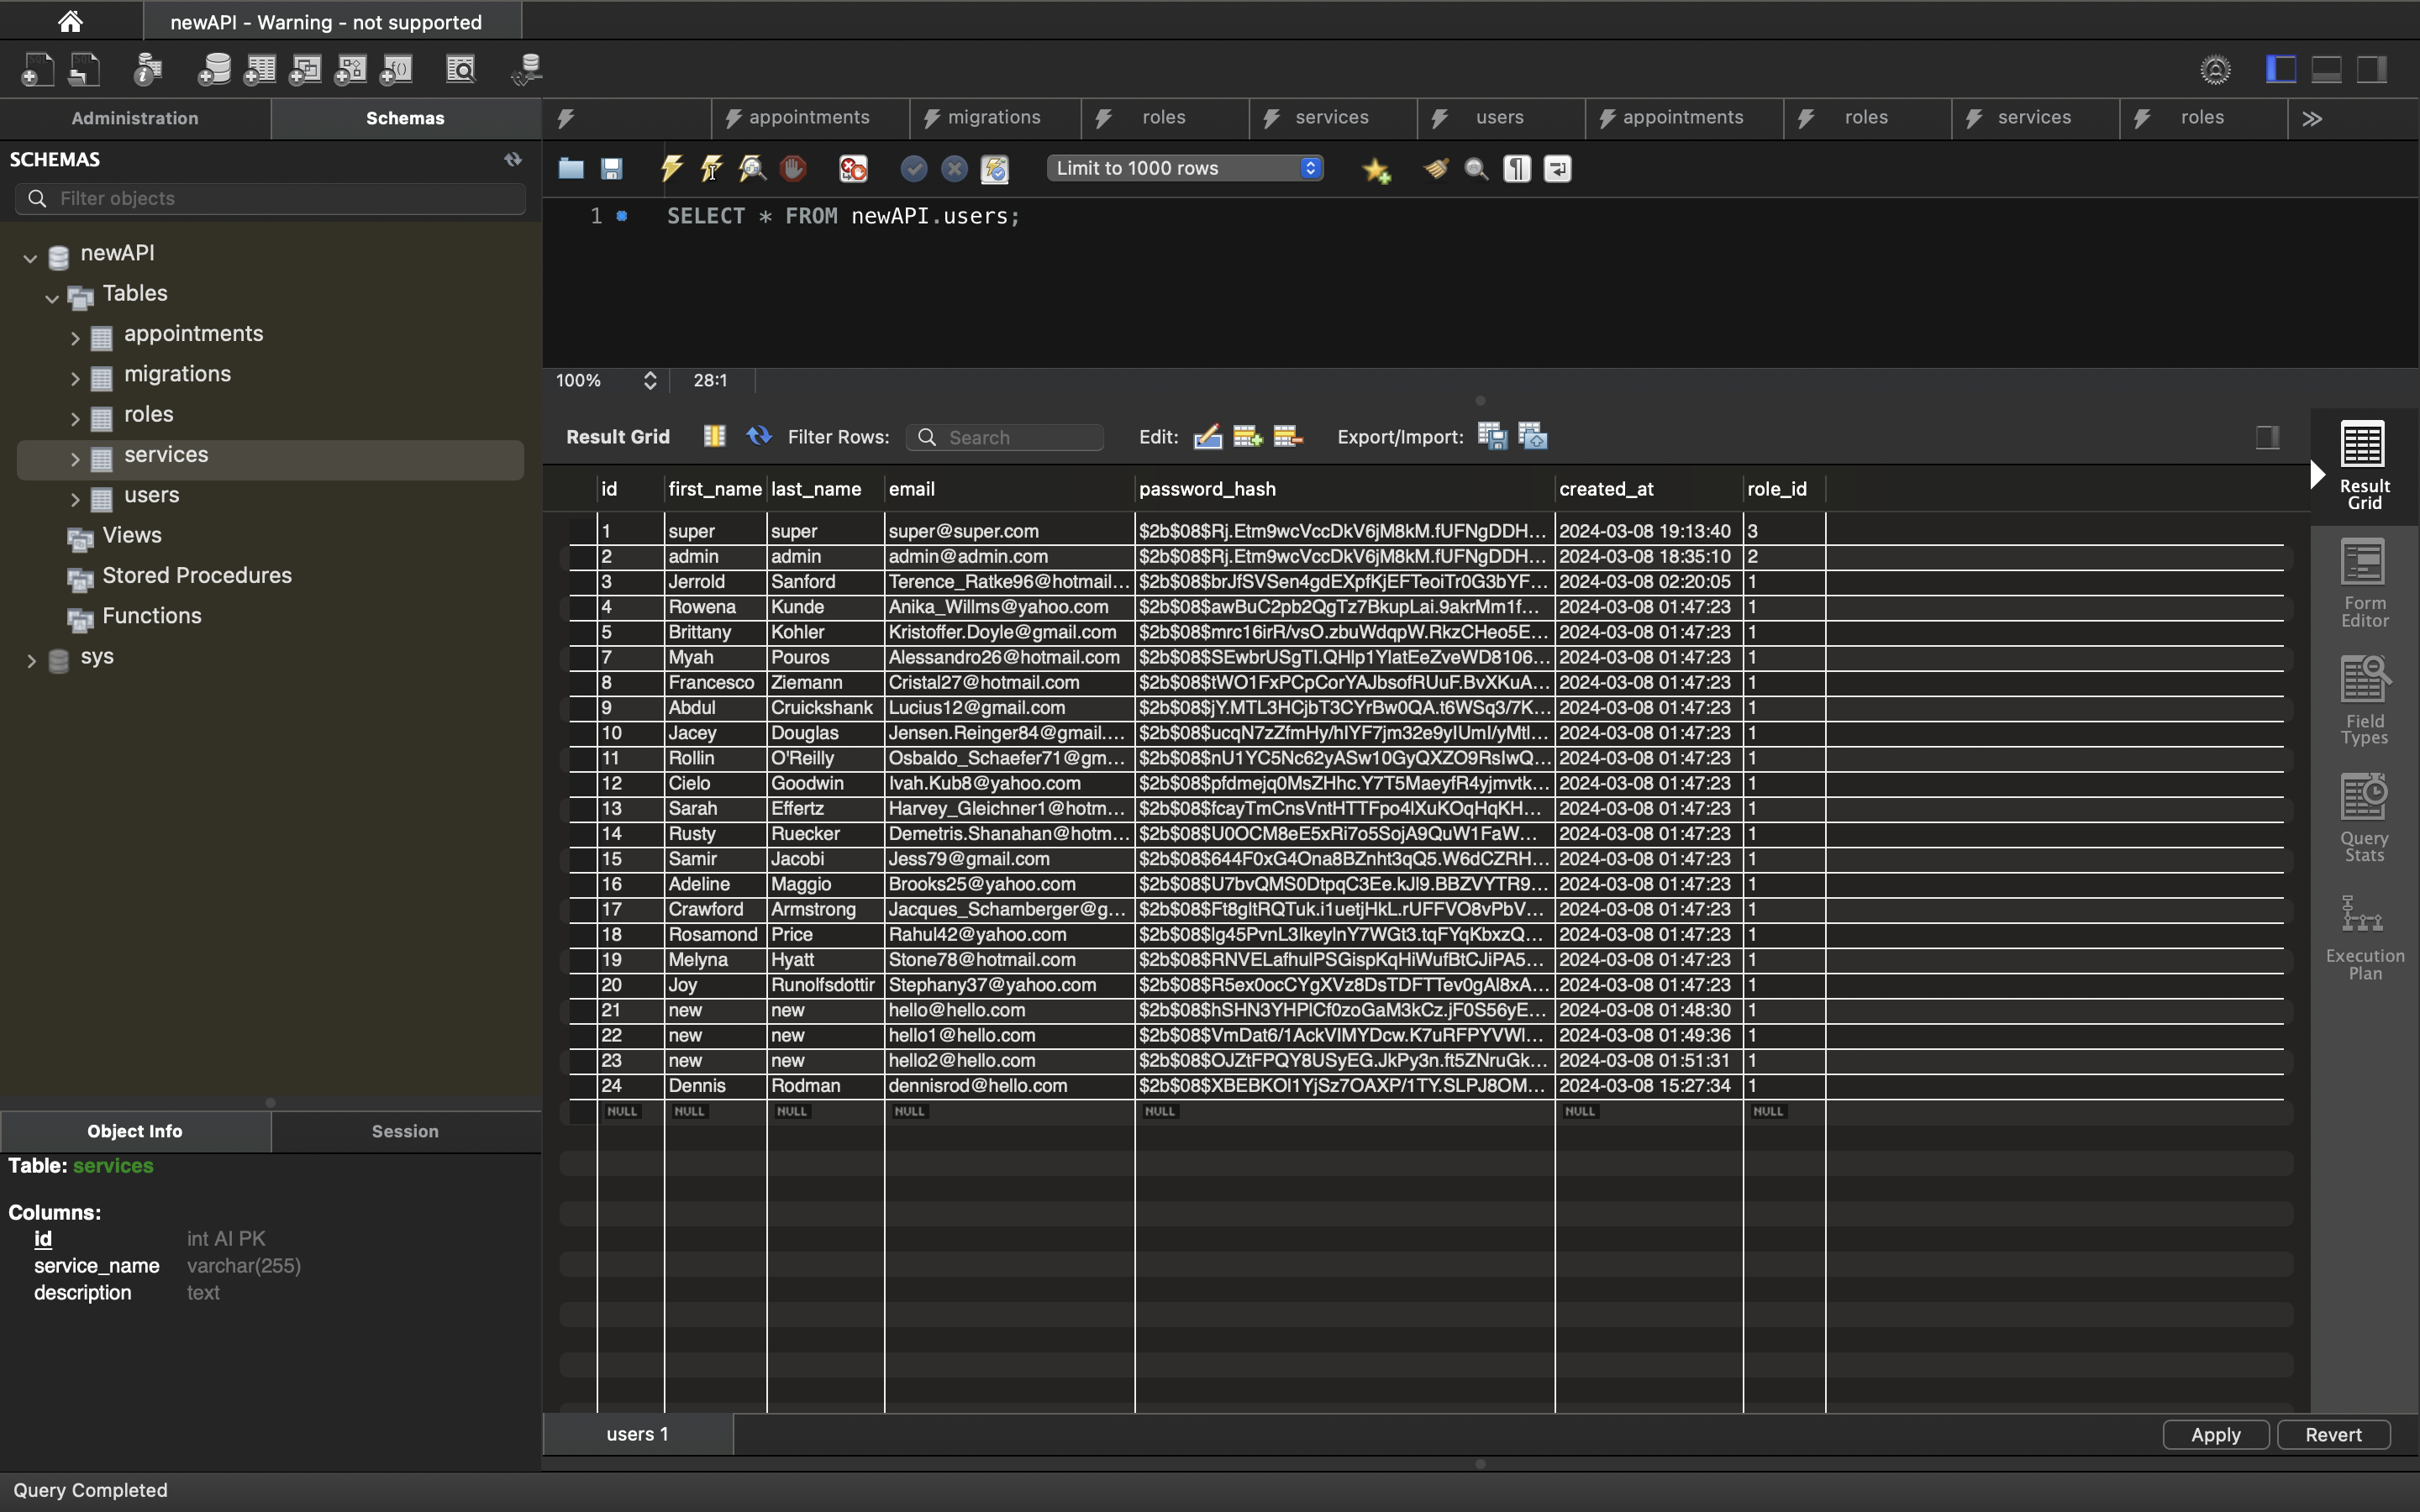 newAPI - Warning - not supported
Administration
Schemas
appointments
migrations
roles
services
users
appointments
roles
services
roles
SCHEMAS
Filter objects
Limit to 1000 rows
1 SELECT * FROM newAPI.users;
newAPI
Tables
appointments
migrations
roles
services
users
Views
Stored Procedures
Functions
sys
100% 28:1
Result Grid Filter Rows: Search Edit: Export/Import:
id first_name last_name email password_hash created_at role_id
1 super super super@super.com $2b$08$Rj.Etm9wcVccDkV6jM8kM.fUFNgDDH... 2024-03-08 19:13:40 3
2 admin admin admin@admin.com $2b$08$Rj.Etm9wcVccDkV6jM8kM.fUFNgDDH... 2024-03-08 18:35:10 2
3 Jerrold Sanford Terence_Ratke96@hotmail... $2b$08$brJfSVSen4gdEXpfKjEFTeoiTr0G3bYF... 2024-03-08 02:20:05 1
4 Rowena Kunde Anika_Willms@yahoo.com $2b$08$awBuC2pb2QgTz7BkupLai.9akrMm1f... 2024-03-08 01:47:23 1
5 Brittany Kohler Kristoffer.Doyle@gmail.com $2b$08$mrc16irR/vsO.zbuWdqpW.RkzCHeo5E... 2024-03-08 01:47:23 1
7 Myah Pouros Alessandro26@hotmail.com $2b$08$SEwbrUSgTI.QHlp1YlatEeZveWD8106... 2024-03-08 01:47:23 1
8 Francesco Ziemann Cristal27@hotmail.com $2b$08$tWO1FxPCpCorYAJbsofRUuF.BvXKuA... 2024-03-08 01:47:23 1
9 Abdul Cruickshank Lucius12@gmail.com $2b$08$jY.MTL3HCjbT3CYrBw0QA.t6WSq3/7K... 2024-03-08 01:47:23 1
10 Jacey Douglas Jensen.Reinger84@gmail.... $2b$08$ucqN7zZfmHy/hIYF7jm32e9yIUmI/yMtl... 2024-03-08 01:47:23 1
11 Rollin O'Reilly Osbaldo_Schaefer71@gm... $2b$08$nU1YC5Nc62yASw10GyQXZO9RsIwQ... 2024-03-08 01:47:23 1
12 Cielo Goodwin Ivah.Kub8@yahoo.com $2b$08$pfdmejq0MsZHhc.Y7T5MaeyfR4yjmvtk... 2024-03-08 01:47:23 1
13 Sarah Effertz Harvey_Gleichner1@hotm... $2b$08$fcayTmCnsVntHTTFpo4lXuKOqHqKH... 2024-03-08 01:47:23 1
14 Rusty Ruecker Demetris.Shanahan@hotm... $2b$08$U0OCM8eE5xRi7o5SojA9QuW1FaW... 2024-03-08 01:47:23 1
15 Samir Jacobi Jess79@gmail.com $2b$08$644F0xG4Ona8BZnht3qQ5.W6dCZRH... 2024-03-08 01:47:23 1
16 Adeline Maggio Brooks25@yahoo.com $2b$08$U7bvQMS0DtpqC3Ee.kJl9.BBZVYTR9... 2024-03-08 01:47:23 1
17 Crawford Armstrong Jacques_Schamberger@g... $2b$08$Ft8gltRQTuk.i1uetjHkL.rUFFVO8vPbV... 2024-03-08 01:47:23 1
18 Rosamond Price Rahul42@yahoo.com $2b$08$lg45PvnL3IkeylnY7WGt3.tqFYqKbxzQ... 2024-03-08 01:47:23 1
19 Melyna Hyatt Stone78@hotmail.com $2b$08$RNVELafhulPSGispKqHiWufBtCJiPA5... 2024-03-08 01:47:23 1
20 Joy Runolfsdottir Stephany37@yahoo.com $2b$08$R5ex0ocCYgXVz8DsTDFTTev0gAl8xA... 2024-03-08 01:47:23 1
21 new new hello@hello.com $2b$08$hSHN3YHPlCf0zoGaM3kCz.jF0S56yE... 2024-03-08 01:48:30 1
22 new new hello1@hello.com $2b$08$VmDat6/1AckVIMYDcw.K7uRFPYVWl... 2024-03-08 01:49:36 1
23 new new hello2@hello.com $2b$08$OJZtFPQY8USyEG.JkPy3n.ft5ZNruGk... 2024-03-08 01:51:31 1
24 Dennis Rodman dennisrod@hello.com $2b$08$XBEBKOl1YjSz7OAXP/1TY.SLPJ8OM... 2024-03-08 15:27:34 1
NULL NULL NULL NULL NULL NULL NULL
Result
Grid
Form
Editor
Field
Types
Query
Stats
Execution
Plan
Object Info
Session
Table: services
Columns:
id int AI PK
service_name varchar(255)
description text
users 1
Apply
Revert
Query Completed